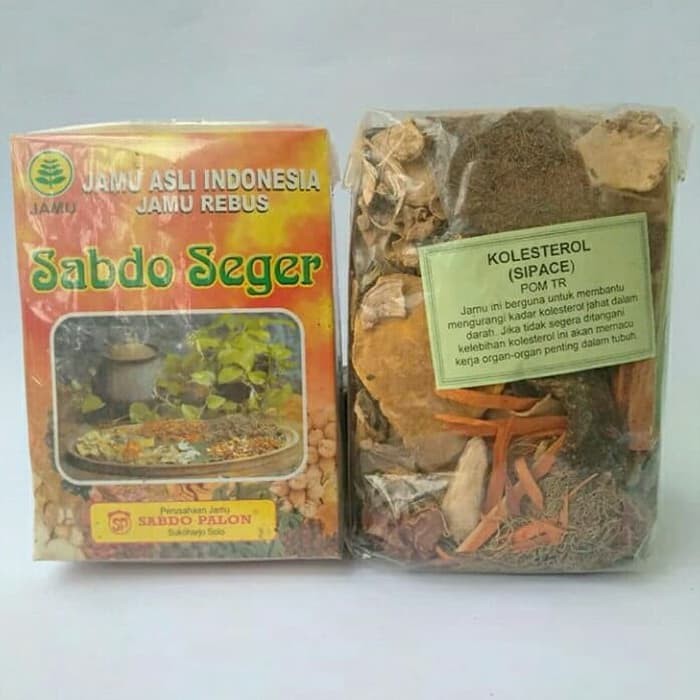 JAMU
JAMU ASLI INDONESIA
JAMU REBUS
Sabdo Seger
Perusahaan Jamu
SP
SABDO PALON
Sukoharjo Solo
KOLESTEROL
(SIPACE)
POM TR
Jamu ini berguna untuk membantu
mengurangi kadar kolesterol jahat dalam
darah. Jika tidak segera ditangani
kelebihan kolesterol ini akan memacu
kerja organ-organ penting dalam tubuh.